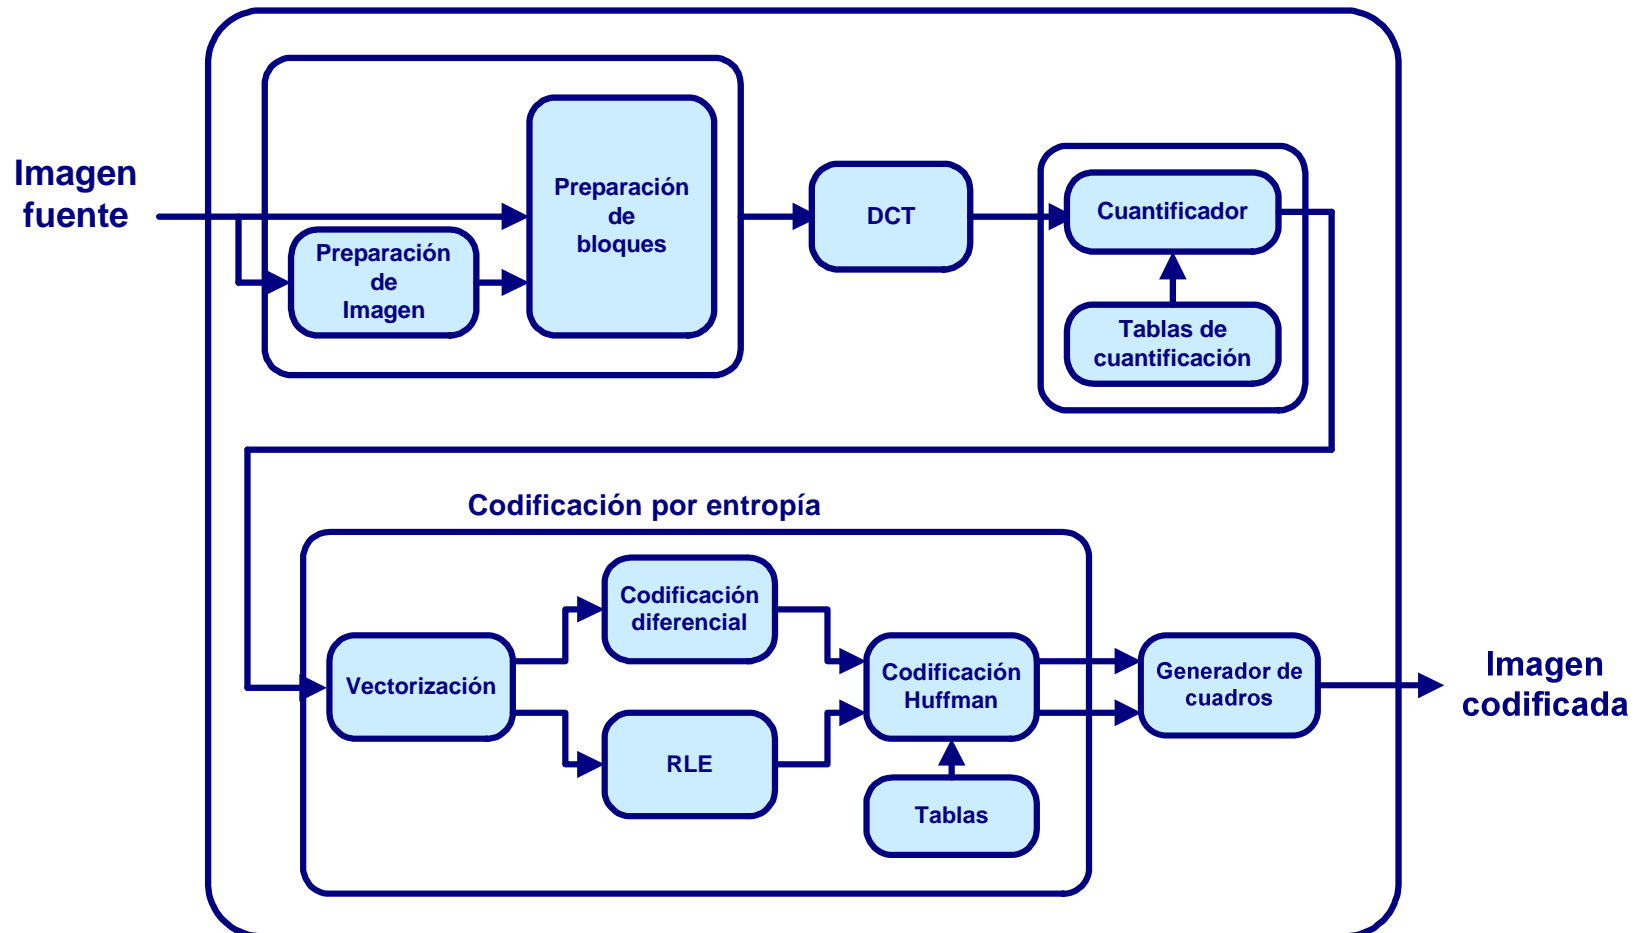 Imagen
fuente
Preparación
de
Imagen
Preparación
de
bloques
DCT
Cuantificador
Tablas de
cuantificación
Codificación por entropía
Vectorización
Codificación
diferencial
RLE
Codificación
Huffman
Tablas
Generador de
cuadros
Imagen
codificada